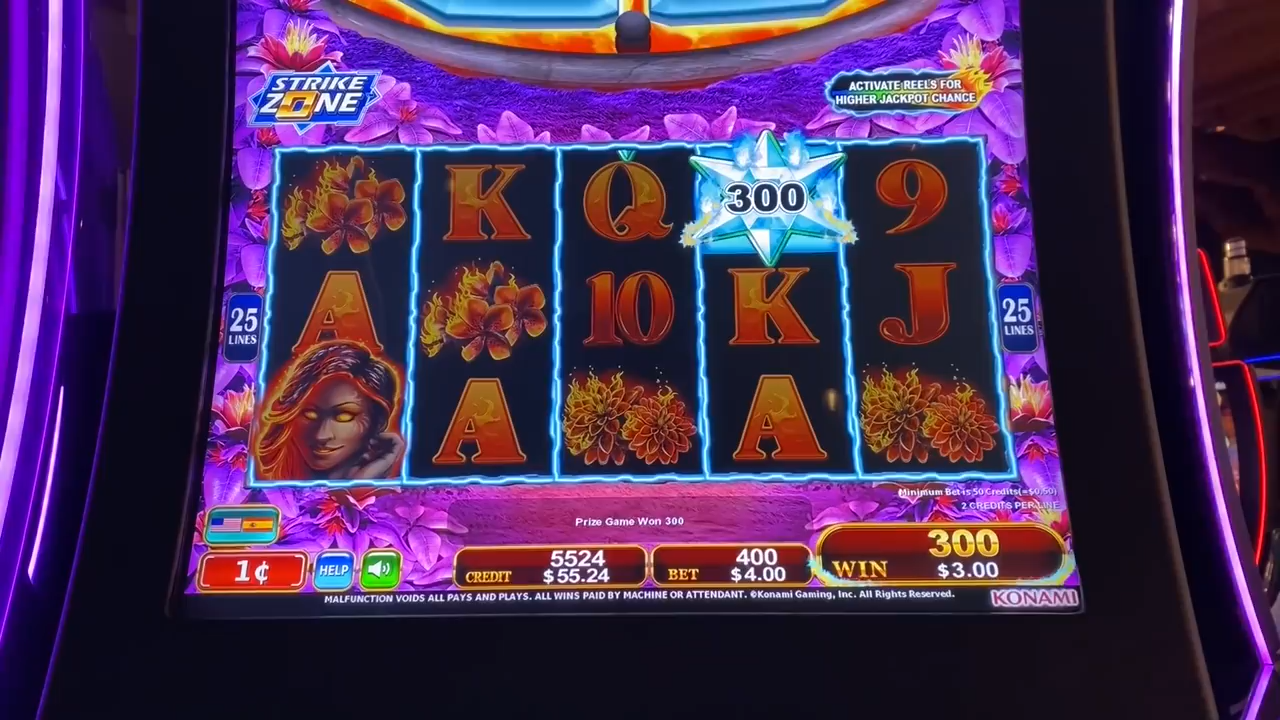 STRIKE
ZONE
ACTIVATE REELS FOR
HIGHER JACKPOT CHANCE
K
Q
300
9
A
10
K
J
A
A
25
LINES
25
LINES
Minimum Bet is 50 Credits(=$0.50)
2 CREDITS PER LINE
Prize Game Won 300
1¢
HELP
CREDIT
5524
$55.24
BET
400
$4.00
WIN
300
$3.00
MALFUNCTION VOIDS ALL PAYS AND PLAYS. ALL WINS PAID BY MACHINE OR ATTENDANT. ©Konami Gaming, Inc. All Rights Reserved.
KONAMI